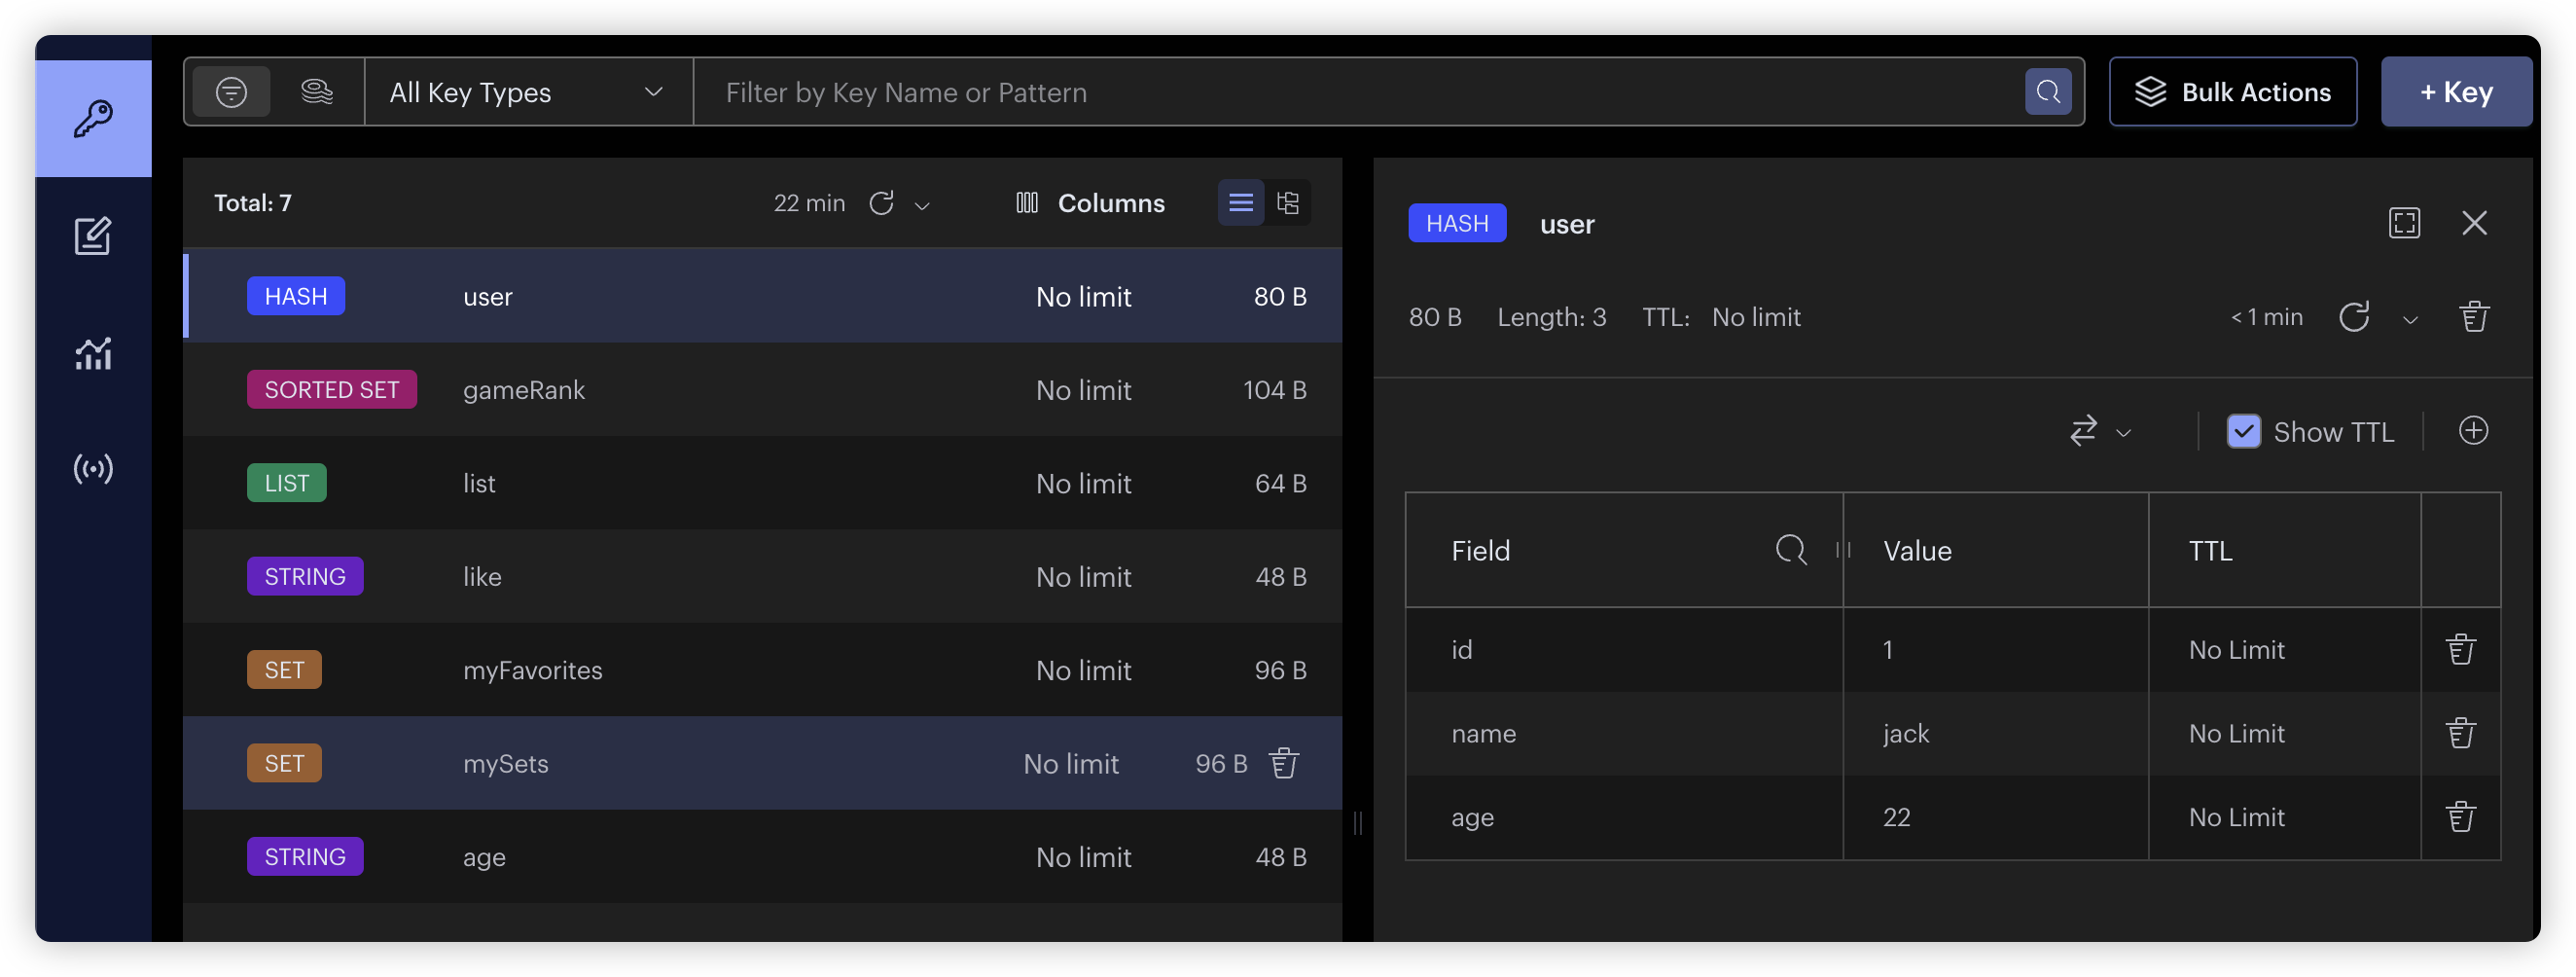 All Key Types Filter by Key Name or Pattern Bulk Actions + Key
Total: 7 22 min Columns
HASH user No limit 80 B
SORTED SET gameRank No limit 104 B
LIST list No limit 64 B
STRING like No limit 48 B
SET myFavorites No limit 96 B
SET mySets No limit 96 B
STRING age No limit 48 B
HASH user
80 B Length: 3 TTL: No limit < 1 min
Show TTL
Field Value TTL
id 1 No Limit
name jack No Limit
age 22 No Limit